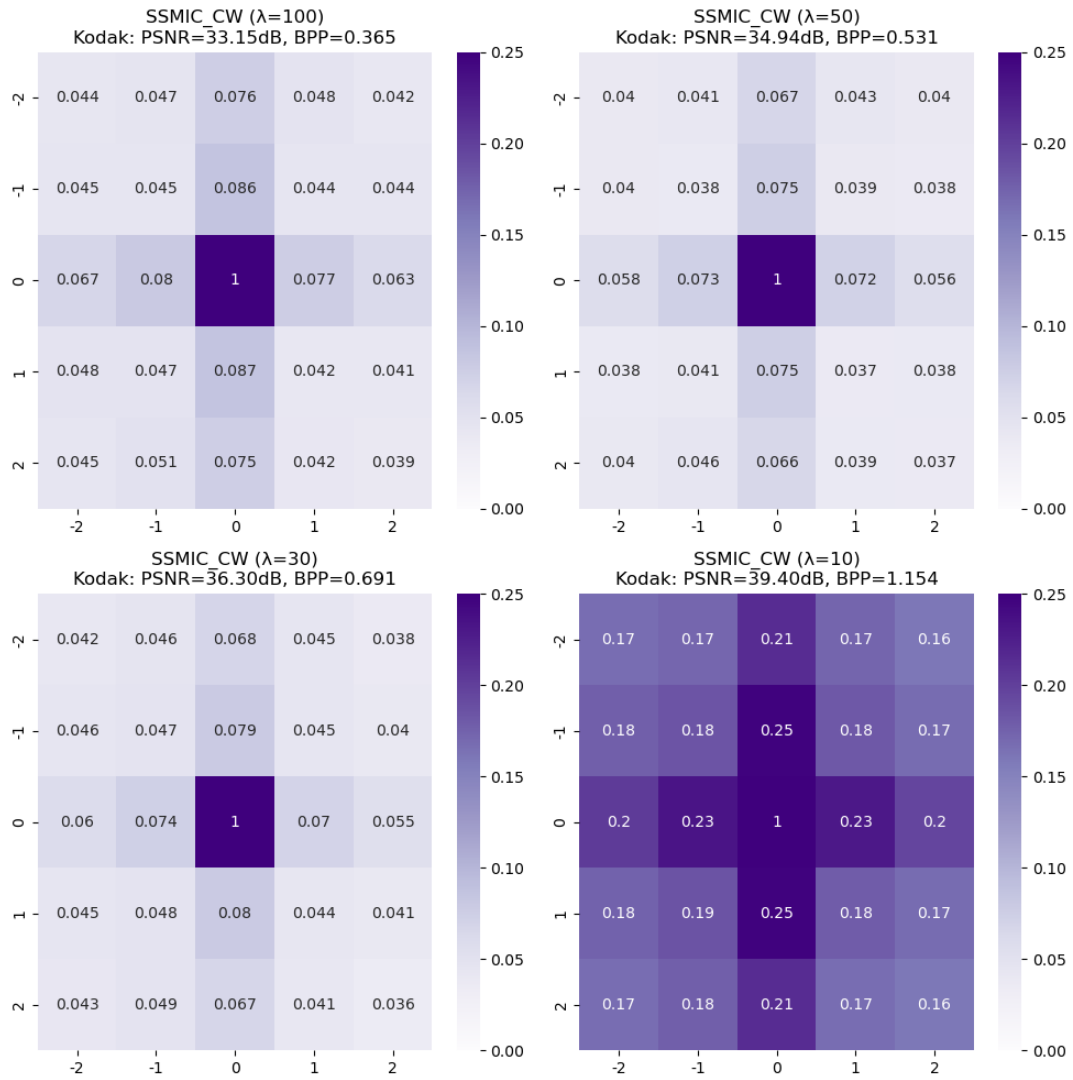 SSMIC_CW (λ=100)
Kodak: PSNR=33.15dB, BPP=0.365
-2 0.044 0.047 0.076 0.048 0.042
-1 0.045 0.045 0.086 0.044 0.044
0 0.067 0.08 1 0.077 0.063
1 0.048 0.047 0.087 0.042 0.041
2 0.045 0.051 0.075 0.042 0.039
-2 -1 0 1 2
0.25
0.20
0.15
0.10
0.05
0.00
SSMIC_CW (λ=50)
Kodak: PSNR=34.94dB, BPP=0.531
-2 0.04 0.041 0.067 0.043 0.04
-1 0.04 0.038 0.075 0.039 0.038
0 0.058 0.073 1 0.072 0.056
1 0.038 0.041 0.075 0.037 0.038
2 0.04 0.046 0.066 0.039 0.037
-2 -1 0 1 2
0.25
0.20
0.15
0.10
0.05
0.00
SSMIC_CW (λ=30)
Kodak: PSNR=36.30dB, BPP=0.691
-2 0.042 0.046 0.068 0.045 0.038
-1 0.046 0.047 0.079 0.045 0.04
0 0.06 0.074 1 0.07 0.055
1 0.045 0.048 0.08 0.044 0.041
2 0.043 0.049 0.067 0.041 0.036
-2 -1 0 1 2
0.25
0.20
0.15
0.10
0.05
0.00
SSMIC_CW (λ=10)
Kodak: PSNR=39.40dB, BPP=1.154
-2 0.17 0.17 0.21 0.17 0.16
-1 0.18 0.18 0.25 0.18 0.17
0 0.2 0.23 1 0.23 0.2
1 0.18 0.19 0.25 0.18 0.17
2 0.17 0.18 0.21 0.17 0.16
-2 -1 0 1 2
0.25
0.20
0.15
0.10
0.05
0.00